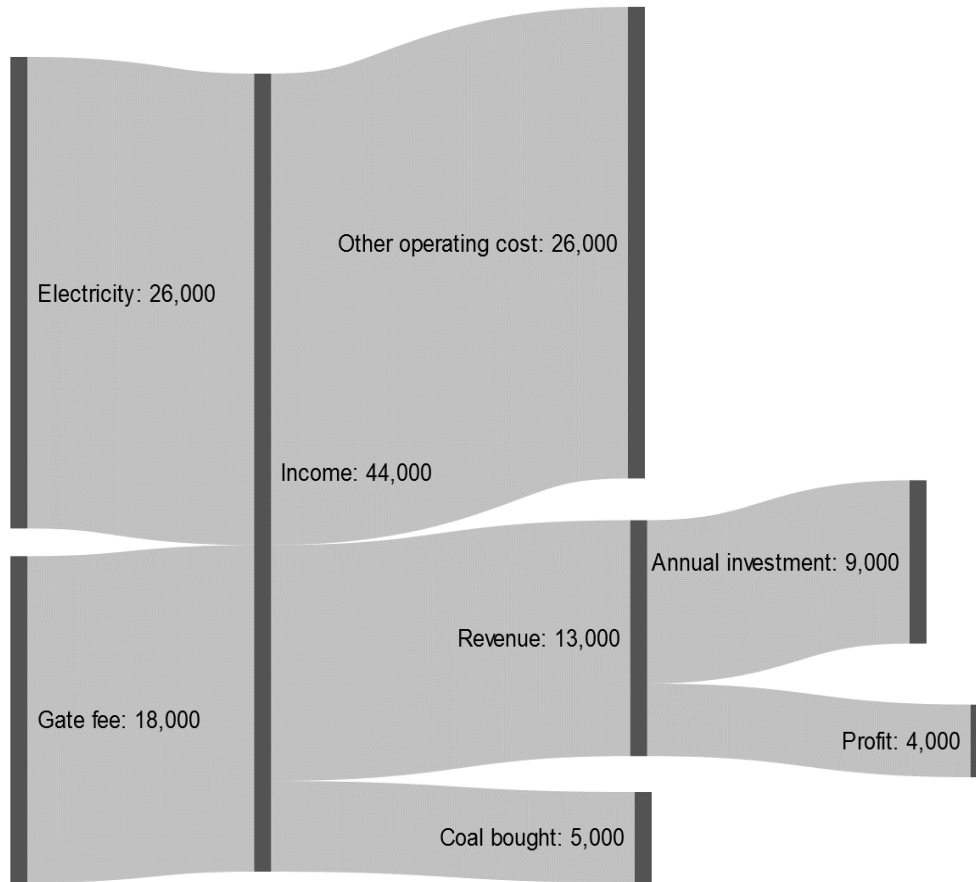 Other operating cost: 26,000
Electricity: 26,000
Income: 44,000
Annual investment: 9,000
Revenue: 13,000
Gate fee: 18,000
Profit: 4,000
Coal bought: 5,000